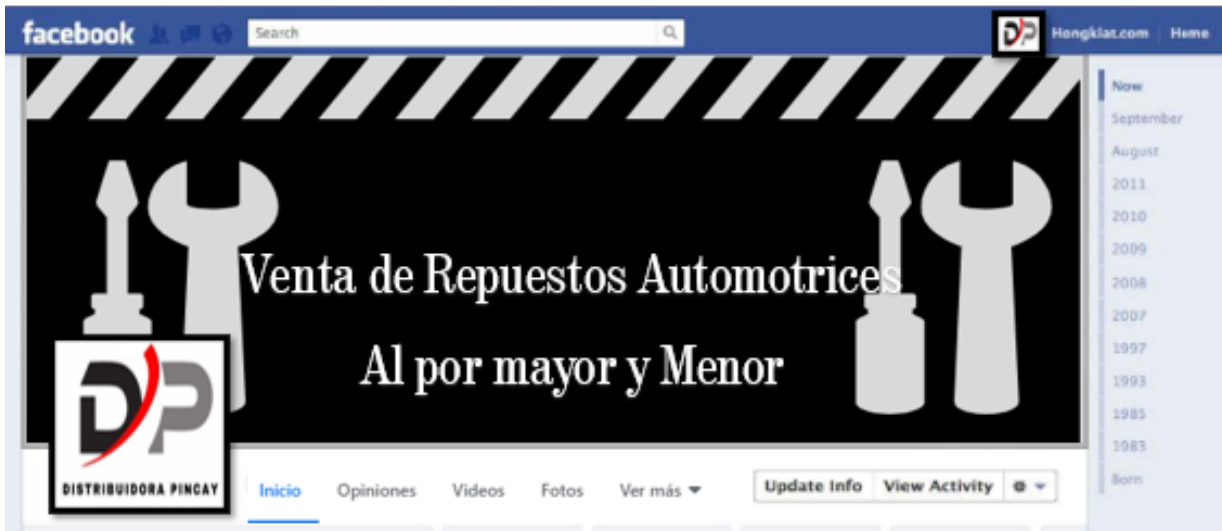 facebook
Search
DP
Hongkiat.com
Home
Now
September
August
2011
2010
2009
2008
2007
1997
1993
1985
1983
Born
Venta de Repuestos Automotrices
Al por mayor y Menor
DP
DISTRIBUIDORA PINCAY
Inicio
Opiniones
Videos
Fotos
Ver más
Update Info
View Activity